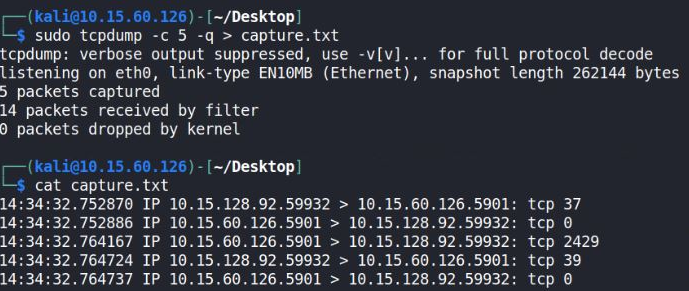 ┌──(kali@10.15.60.126)-[~/Desktop]
└─$ sudo tcpdump -c 5 -q > capture.txt
tcpdump: verbose output suppressed, use -v[v]... for full protocol decode
listening on eth0, link-type EN10MB (Ethernet), snapshot length 262144 bytes
5 packets captured
14 packets received by filter
0 packets dropped by kernel
┌──(kali@10.15.60.126)-[~/Desktop]
└─$ cat capture.txt
14:34:32.752870 IP 10.15.128.92.59932 > 10.15.60.126.5901: tcp 37
14:34:32.752886 IP 10.15.60.126.5901 > 10.15.128.92.59932: tcp 0
14:34:32.764167 IP 10.15.60.126.5901 > 10.15.128.92.59932: tcp 2429
14:34:32.764724 IP 10.15.128.92.59932 > 10.15.60.126.5901: tcp 39
14:34:32.764737 IP 10.15.60.126.5901 > 10.15.128.92.59932: tcp 0